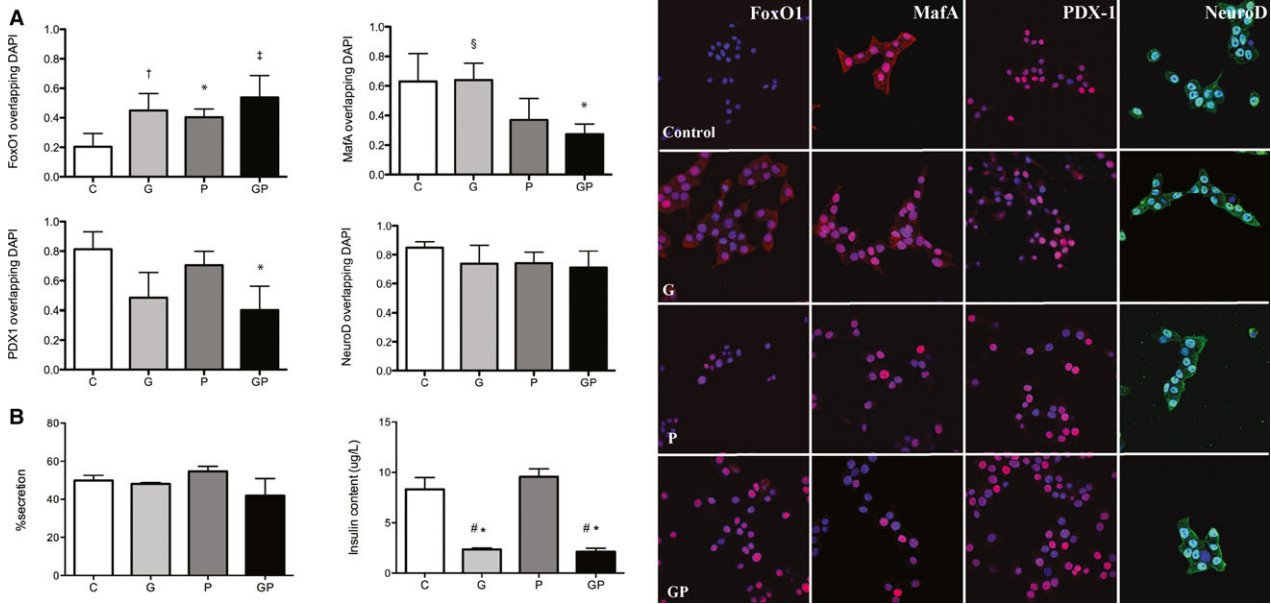 A
FoxO1 overlapping DAPI
1.0
0.8
0.6
0.4
0.2
0.0
†
*
‡
C G P GP
MafA overlapping DAPI
1.0
0.8
0.6
0.4
0.2
0.0
§
*
C G P GP
PDX1 overlapping DAPI
1.0
0.8
0.6
0.4
0.2
0.0
*
C G P GP
NeuroD overlapping DAPI
1.0
0.8
0.6
0.4
0.2
0.0
C G P GP
B
%secretion
80
60
40
20
0
C G P GP
Insulin content (ug/L)
15
10
5
0
# *
# *
C G P GP
FoxO1 MafA PDX-1 NeuroD
Control
G
P
GP